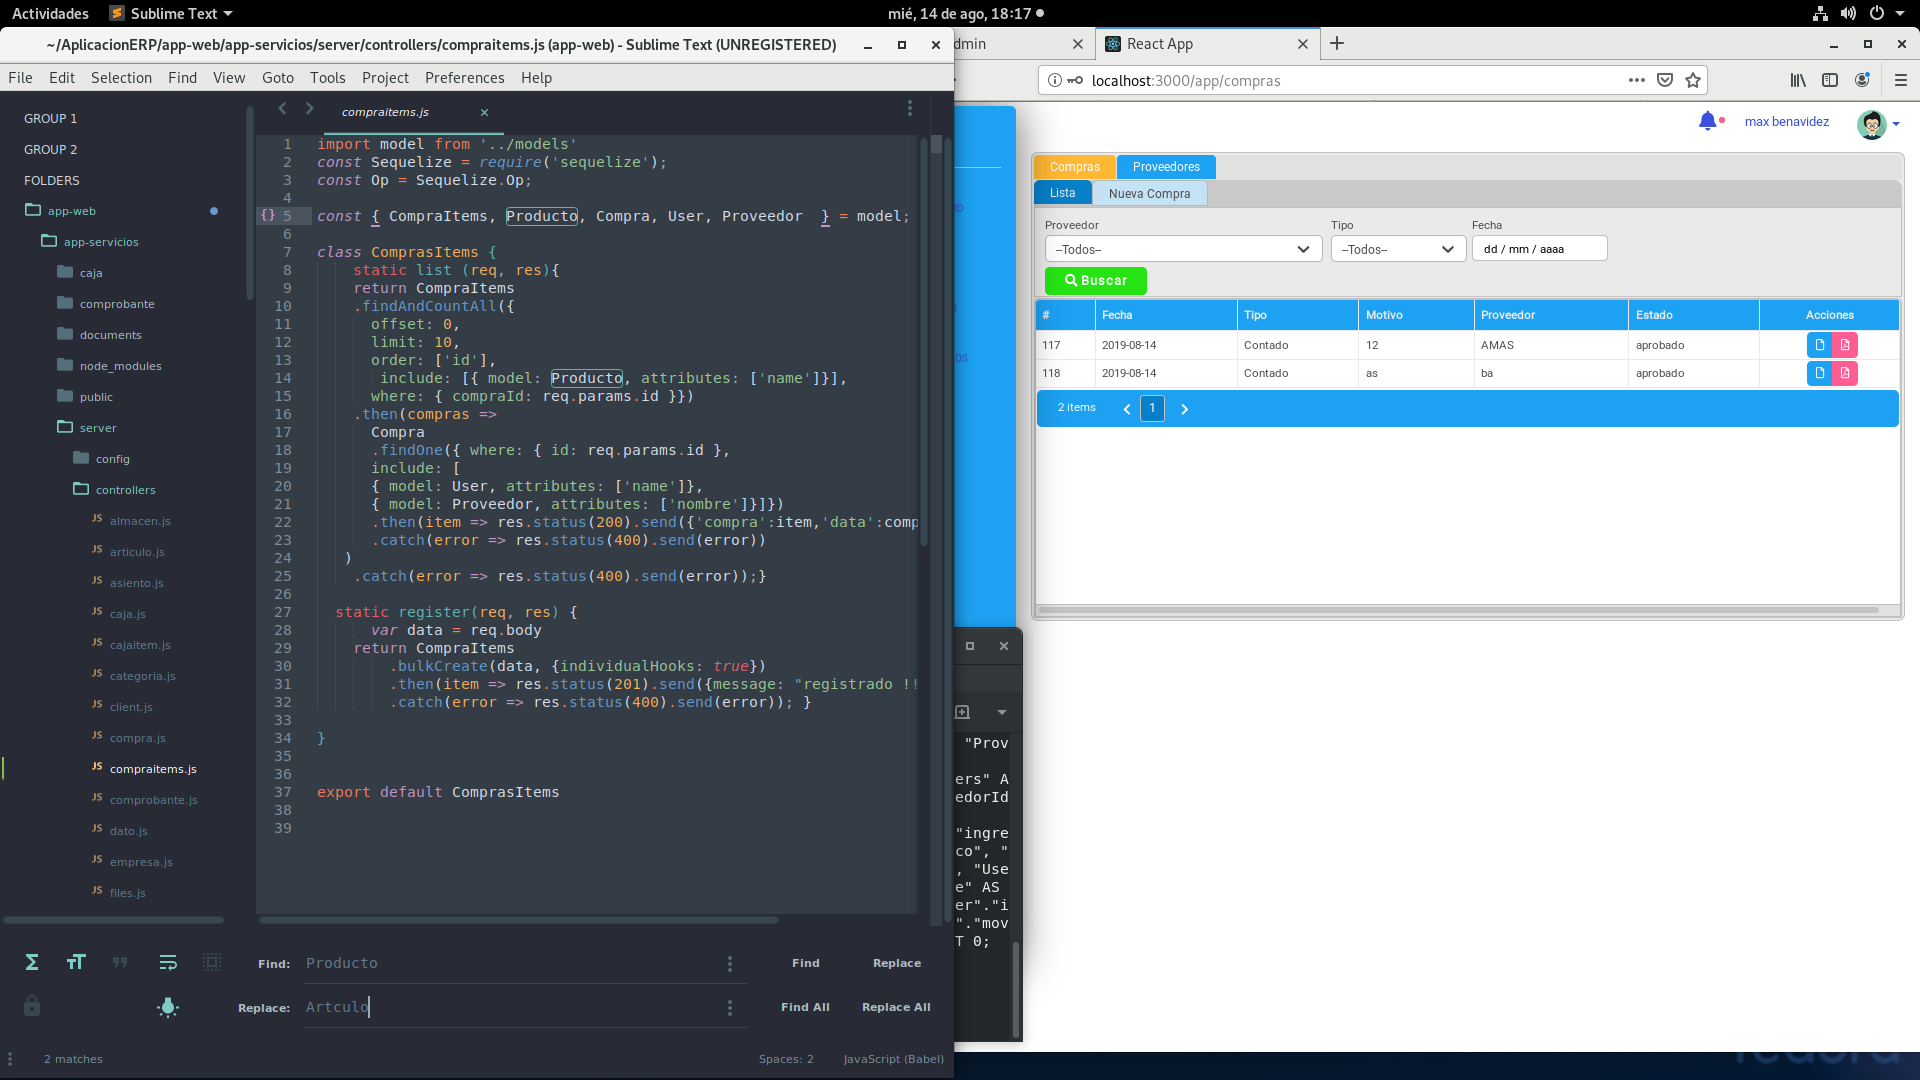 Actividades
Sublime Text
mié, 14 de ago, 18:17
~/AplicacionERP/app-web/app-servicios/server/controllers/compraitems.js (app-web) - Sublime Text (UNREGISTERED)
File Edit Selection Find View Goto Tools Project Preferences Help
GROUP 1
GROUP 2
FOLDERS
app-web
app-servicios
caja
comprobante
documents
node_modules
public
server
config
controllers
almacen.js
articulo.js
asiento.js
caja.js
cajaitem.js
categoria.js
client.js
compra.js
compraitems.js
comprobante.js
dato.js
empresa.js
files.js
compraitems.js
1 import model from '../models'
2 const Sequelize = require('sequelize');
3 const Op = Sequelize.Op;
4
{} 5 const { CompraItems, Producto, Compra, User, Proveedor  } = model;
6
7 class ComprasItems {
8 static list (req, res){
9 return CompraItems
10 .findAndCountAll({
11 offset: 0,
12 limit: 10,
13 order: ['id'],
14 include: [{ model: Producto, attributes: ['name']}],
15 where: { compraId: req.params.id }})
16 .then(compras =>
17 Compra
18 .findOne({ where: { id: req.params.id },
19 include: [
20 { model: User, attributes: ['name']},
21 { model: Proveedor, attributes: ['nombre']}]})
22 .then(item => res.status(200).send({'compra':item,'data':comp
23 .catch(error => res.status(400).send(error))
24 )
25 .catch(error => res.status(400).send(error));}
26
27 static register(req, res) {
28 var data = req.body
29 return CompraItems
30 .bulkCreate(data, {individualHooks: true})
31 .then(item => res.status(201).send({message: "registrado !!
32 .catch(error => res.status(400).send(error)); }
33
34 }
35
36
37 export default ComprasItems
38
39
Find: Producto
Find
Replace
Replace: Artculo
Find All
Replace All
2 matches
Spaces: 2
JavaScript (Babel)
dmin
React App
localhost:3000/app/compras
max benavidez
Compras
Proveedores
Lista
Nueva Compra
Proveedor
Tipo
Fecha
--Todos--
--Todos--
dd / mm / aaaa
Buscar
# Fecha Tipo Motivo Proveedor Estado Acciones
117 2019-08-14 Contado 12 AMAS aprobado
118 2019-08-14 Contado as ba aprobado
2 items
1
"Prov
ers" A
edorId
"ingre
co", "
, "Use
e" AS
er"."i
"."mov
T 0;